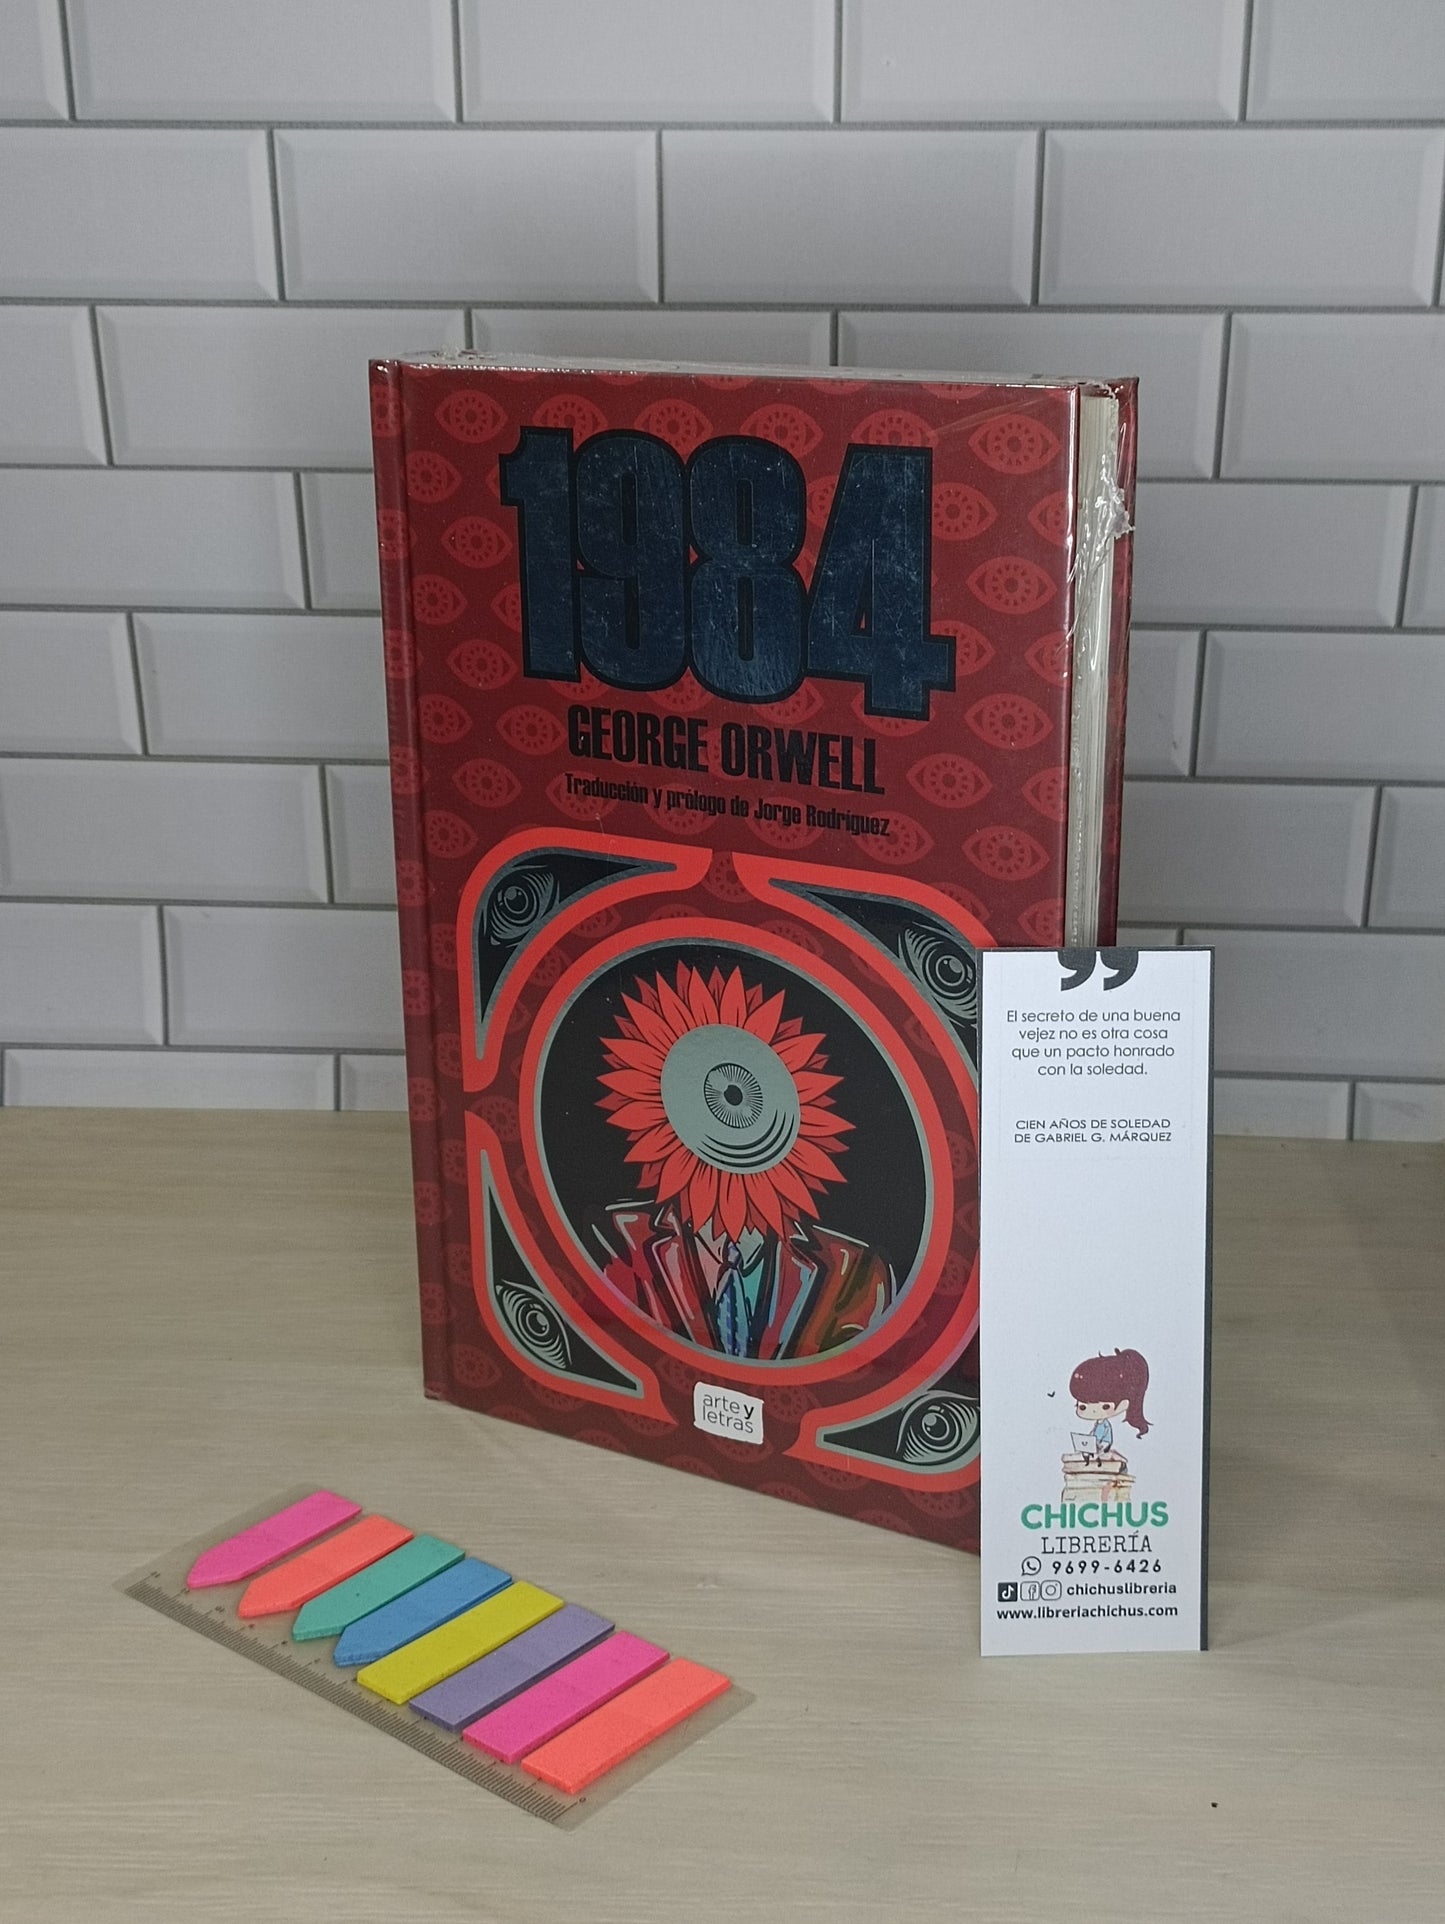 1984
GEORGE ORWELL
Traducción y prólogo de Jorge Rodríguez
arte y
letras
”
El secreto de una buena
vejez no es otra cosa
que un pacto honrado
con la soledad.
CIEN AÑOS DE SOLEDAD
DE GABRIEL G. MÁRQUEZ
CHICHUS
LIBRERÍA
9699-6426
chichuslibreria
www.libreriachichus.com